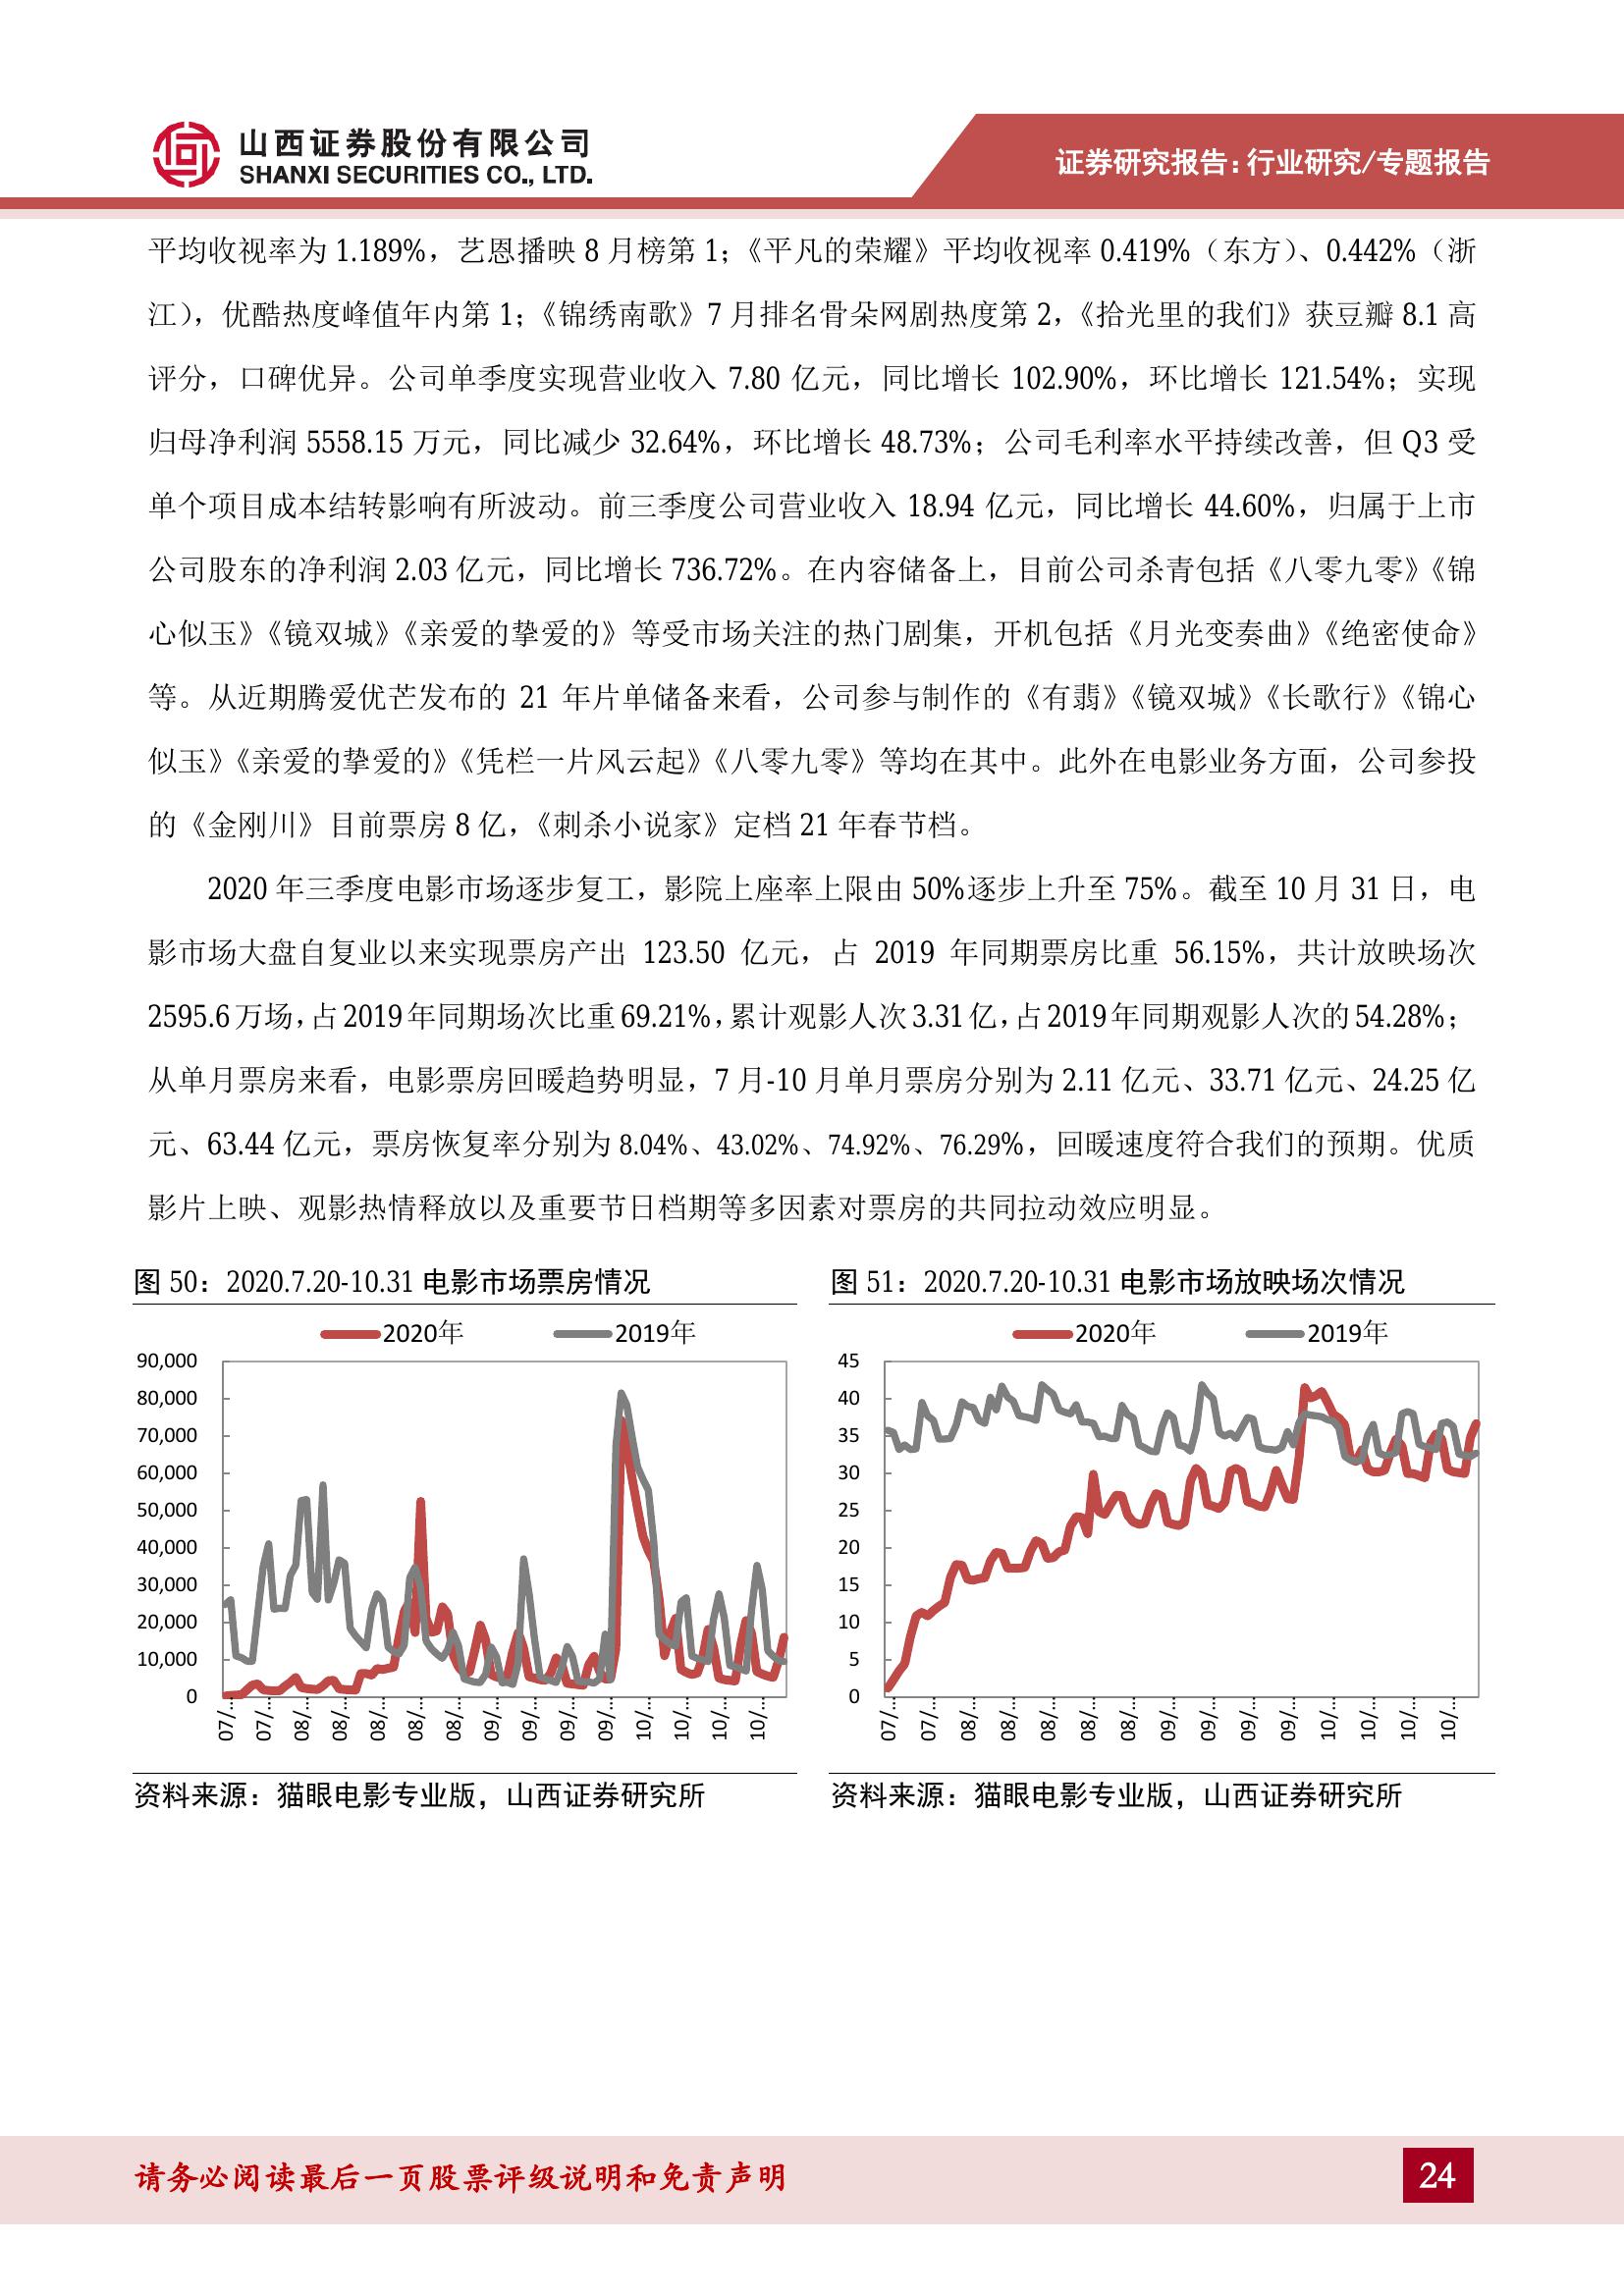 山西证券股份有限公司
SHANXI SECURITIES CO., LTD.
证券研究报告：行业研究/专题报告
平均收视率为 1.189%，艺恩播映 8 月榜第 1；《平凡的荣耀》平均收视率 0.419%（东方）、0.442%（浙
江），优酷热度峰值年内第 1；《锦绣南歌》7 月排名骨朵网剧热度第 2，《拾光里的我们》获豆瓣 8.1 高
评分，口碑优异。公司单季度实现营业收入 7.80 亿元，同比增长 102.90%，环比增长 121.54%；实现
归母净利润 5558.15 万元，同比减少 32.64%，环比增长 48.73%；公司毛利率水平持续改善，但 Q3 受
单个项目成本结转影响有所波动。前三季度公司营业收入 18.94 亿元，同比增长 44.60%，归属于上市
公司股东的净利润 2.03 亿元，同比增长 736.72%。在内容储备上，目前公司杀青包括《八零九零》《锦
心似玉》《镜双城》《亲爱的挚爱的》等受市场关注的热门剧集，开机包括《月光变奏曲》《绝密使命》
等。从近期腾爱优芒发布的 21 年片单储备来看，公司参与制作的《有翡》《镜双城》《长歌行》《锦心
似玉》《亲爱的挚爱的》《凭栏一片风云起》《八零九零》等均在其中。此外在电影业务方面，公司参投
的《金刚川》目前票房 8 亿，《刺杀小说家》定档 21 年春节档。
2020 年三季度电影市场逐步复工，影院上座率上限由 50%逐步上升至 75%。截至 10 月 31 日，电
影市场大盘自复业以来实现票房产出 123.50 亿元，占 2019 年同期票房比重 56.15%，共计放映场次
2595.6 万场，占 2019 年同期场次比重 69.21%，累计观影人次 3.31 亿，占 2019 年同期观影人次的 54.28%；
从单月票房来看，电影票房回暖趋势明显，7 月-10 月单月票房分别为 2.11 亿元、33.71 亿元、24.25 亿
元、63.44 亿元，票房恢复率分别为 8.04%、43.02%、74.92%、76.29%，回暖速度符合我们的预期。优质
影片上映、观影热情释放以及重要节日档期等多因素对票房的共同拉动效应明显。
图 50：2020.7.20-10.31 电影市场票房情况
2020年 2019年
90,000
80,000
70,000
60,000
50,000
40,000
30,000
20,000
10,000
0
07/… 07/… 08/… 08/… 08/… 08/… 08/… 09/… 09/… 09/… 09/… 10/… 10/… 10/… 10/…
资料来源：猫眼电影专业版，山西证券研究所
图 51：2020.7.20-10.31 电影市场放映场次情况
2020年 2019年
45
40
35
30
25
20
15
10
5
0
07/… 07/… 08/… 08/… 08/… 08/… 08/… 09/… 09/… 09/… 09/… 10/… 10/… 10/… 10/…
资料来源：猫眼电影专业版，山西证券研究所
请务必阅读最后一页股票评级说明和免责声明
24